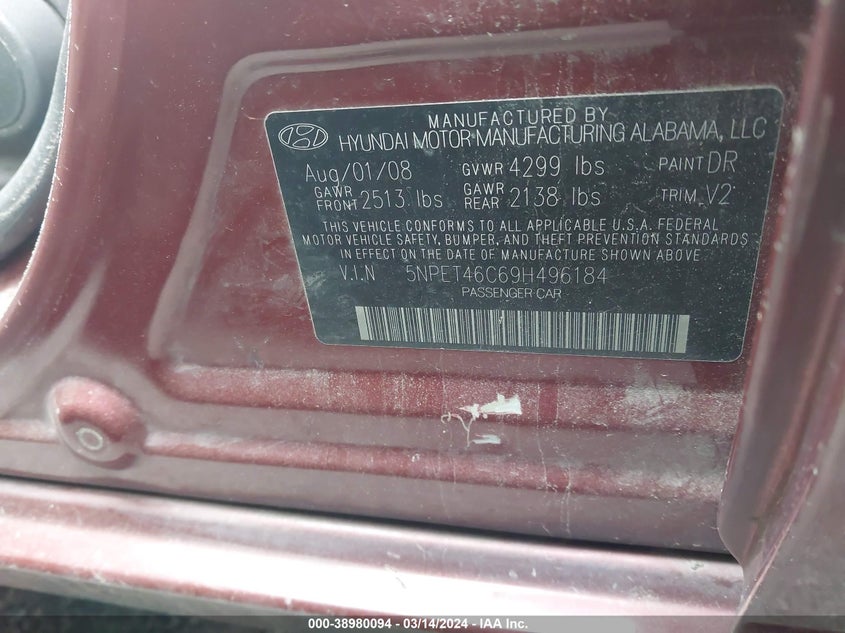 MANUFACTURED BY
HYUNDAI MOTOR MANUFACTURING ALABAMA, LLC
Aug/01/08 GVWR 4299 lbs PAINT DR
GAWR FRONT 2513 lbs GAWR REAR 2138 lbs TRIM V2
THIS VEHICLE CONFORMS TO ALL APPLICABLE U.S.A. FEDERAL
MOTOR VEHICLE SAFETY, BUMPER, AND THEFT PREVENTION STANDARDS
IN EFFECT ON THE DATE OF MANUFACTURE SHOWN ABOVE.
V.I.N 5NPET46C69H496184
PASSENGER CAR
000-38980094 - 03/14/2024 - IAA Inc.